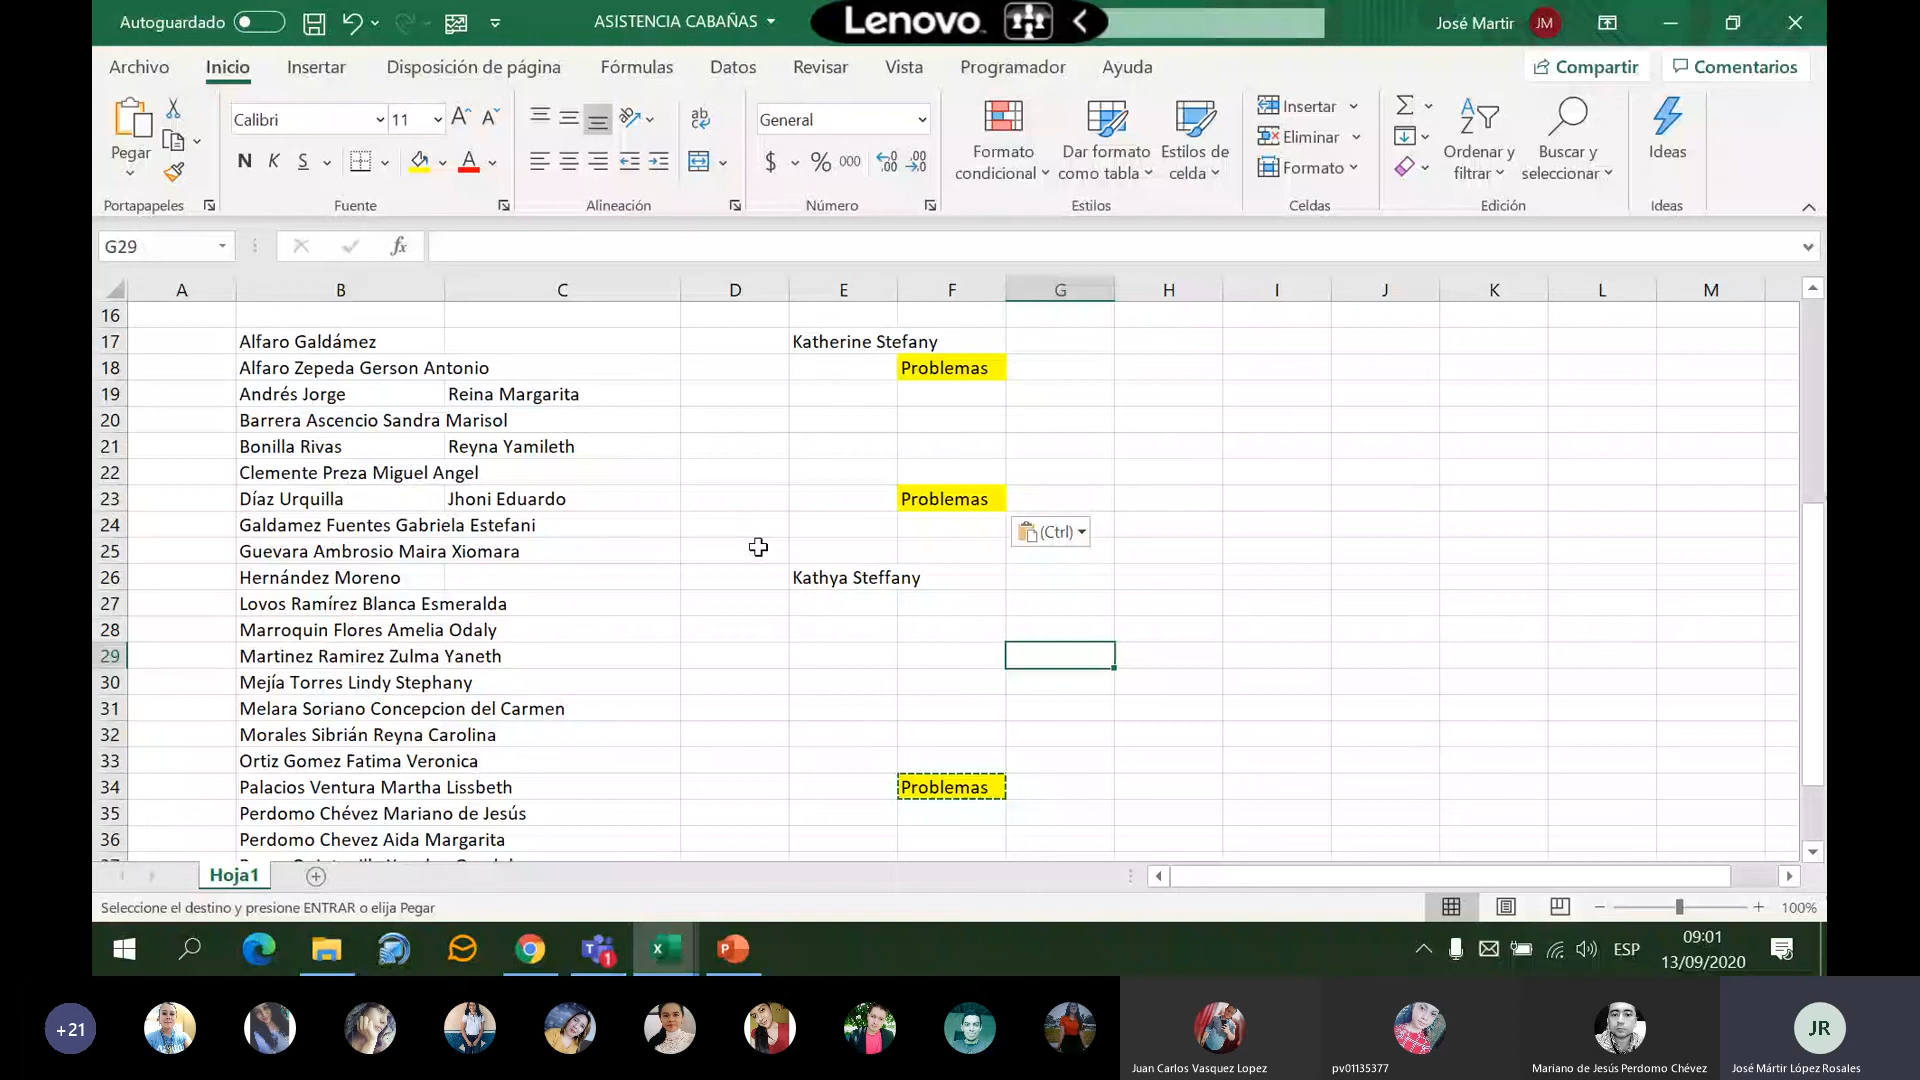 Autoguardado
ASISTENCIA CABAÑAS
Lenovo
José Martir
JM
Archivo Inicio Insertar Disposición de página Fórmulas Datos Revisar Vista Programador Ayuda Compartir Comentarios
Pegar
Calibri 11
General
N K S
$ % 000
Formato condicional
Dar formato como tabla
Estilos de celda
Insertar
Eliminar
Formato
Ordenar y filtrar
Buscar y seleccionar
Ideas
Portapapeles Fuente Alineación Número Estilos Celdas Edición Ideas
G29 fx
A B C D E F G H I J K L M
16
17 Alfaro Galdámez Katherine Stefany
18 Alfaro Zepeda Gerson Antonio Problemas
19 Andrés Jorge Reina Margarita
20 Barrera Ascencio Sandra Marisol
21 Bonilla Rivas Reyna Yamileth
22 Clemente Preza Miguel Angel
23 Díaz Urquilla Jhoni Eduardo Problemas
24 Galdamez Fuentes Gabriela Estefani (Ctrl)
25 Guevara Ambrosio Maira Xiomara
26 Hernández Moreno Kathya Steffany
27 Lovos Ramírez Blanca Esmeralda
28 Marroquin Flores Amelia Odaly
29 Martinez Ramirez Zulma Yaneth
30 Mejía Torres Lindy Stephany
31 Melara Soriano Concepcion del Carmen
32 Morales Sibrián Reyna Carolina
33 Ortiz Gomez Fatima Veronica
34 Palacios Ventura Martha Lissbeth Problemas
35 Perdomo Chévez Mariano de Jesús
36 Perdomo Chevez Aida Margarita
Hoja1
Seleccione el destino y presione ENTRAR o elija Pegar
100%
ESP
09:01
13/09/2020
+21
Juan Carlos Vasquez Lopez
pv01135377
Mariano de Jesús Perdomo Chévez
JR
José Mártir López Rosales